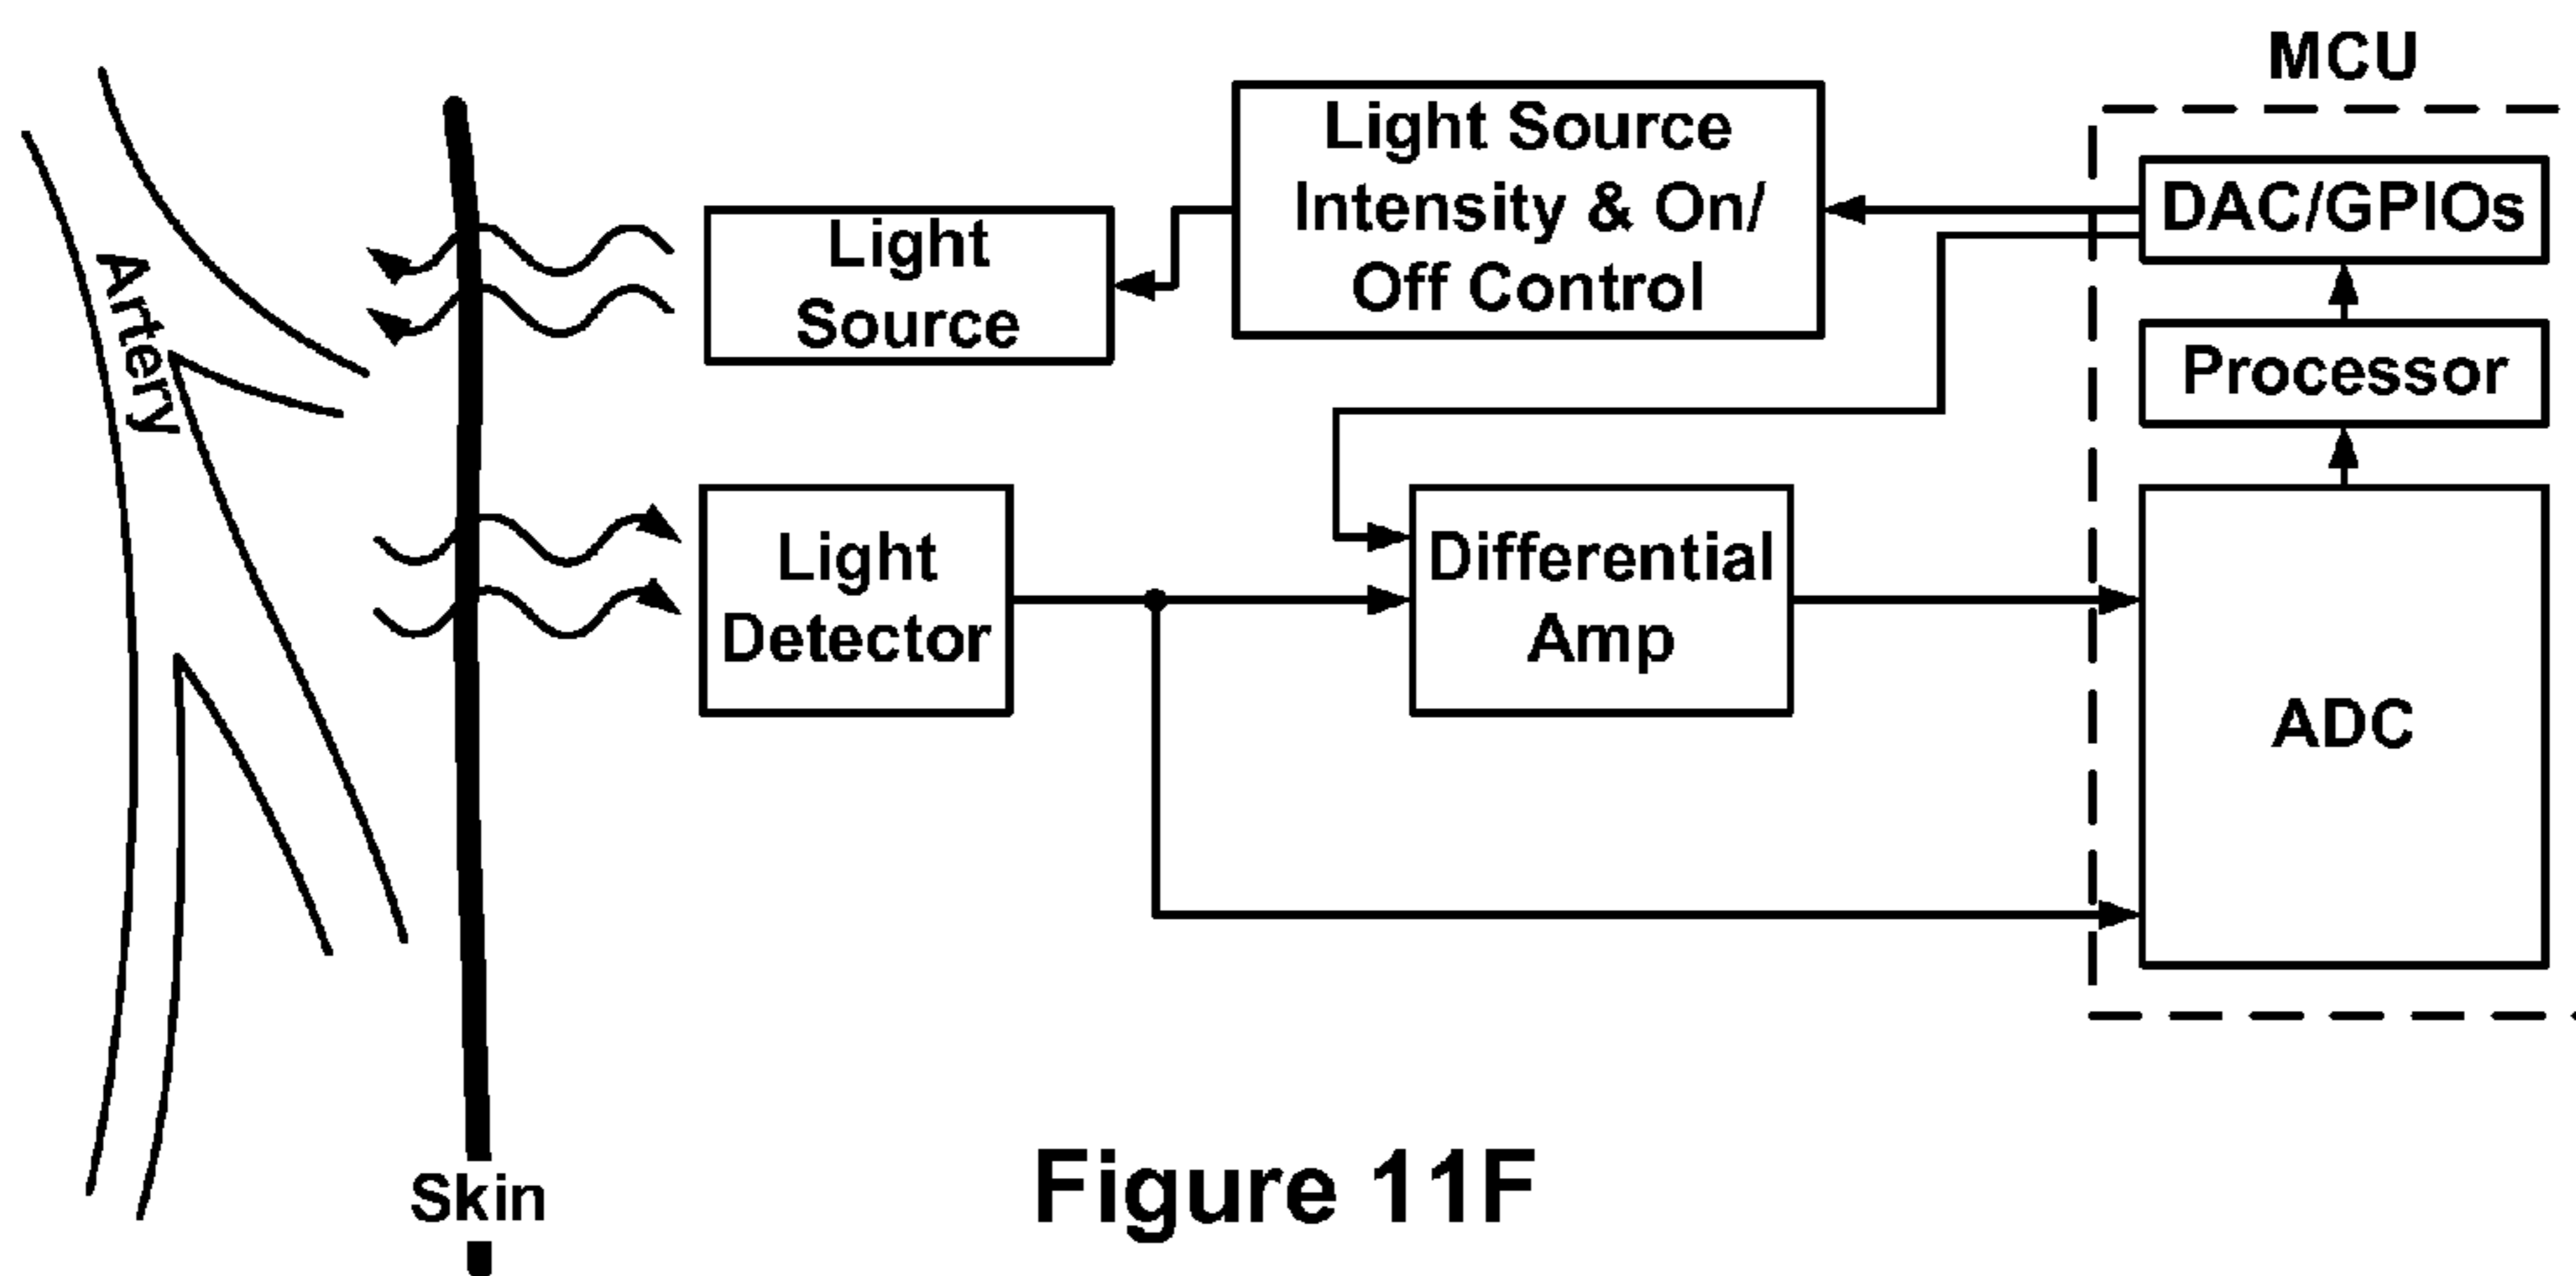 MCU
Light Source
Intensity & On/
Off Control
DAC/GPIOs
Light
Source
Artery
Processor
Light
Detector
Differential
Amp
ADC
Skin
Figure 11F